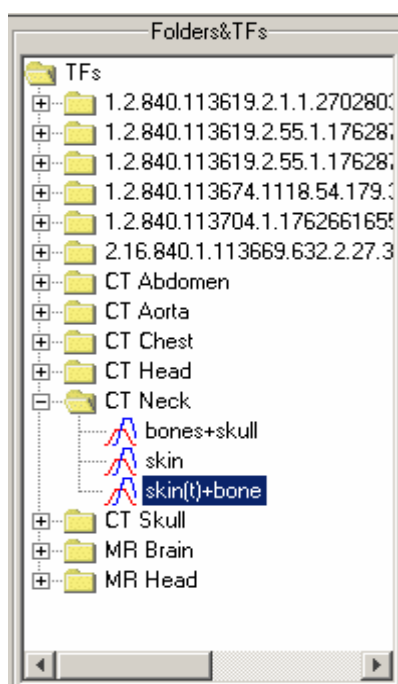 Folders&TFs
TFs
1.2.840.113619.2.1.1.2702803
1.2.840.113619.2.55.1.176287
1.2.840.113619.2.55.1.176287
1.2.840.113674.1118.54.179.
1.2.840.113704.1.1762661655
2.16.840.1.113669.632.2.27.3
CT Abdomen
CT Aorta
CT Chest
CT Head
CT Neck
bones+skull
skin
skin(t)+bone
CT Skull
MR Brain
MR Head